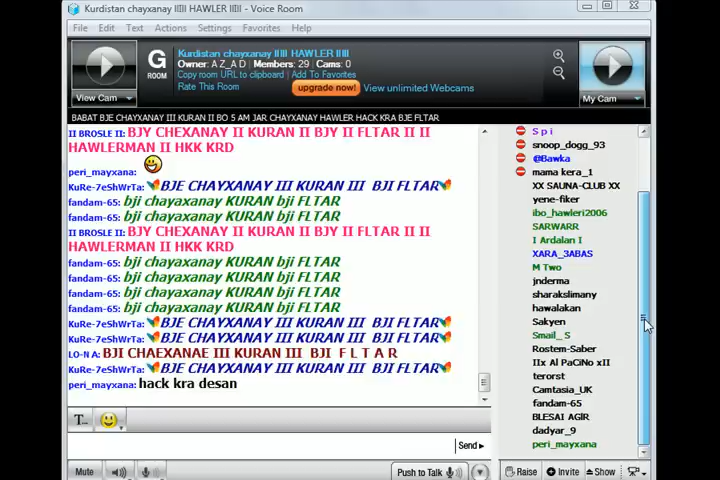 Kurdistan chayxanay II¦II HAWLER II¦II - Voice Room
File Edit Text Actions Settings Favorites Help
G
ROOM
Kurdistan chayxanay II¦II HAWLER II¦II
Owner: A Z_A D | Members: 29 | Cams: 0
Copy room URL to clipboard | Add To Favorites
Rate This Room
upgrade now!
View unlimited Webcams
View Cam
My Cam
BABAT BJE CHAYXANAY III KURAN II BO 5 AM JAR CHAYXANAY HAWLER HACK KRA BJE FLTAR
II BROSLE II: BJY CHEXANAY II KURAN II BJY II FLTAR II II
HAWLERMAN II HKK KRD
peri_mayxana:
KuRe-7eShWrTa: BJE CHAYXANAY III KURAN III BJI FLTAR
fandam-65: bji chayaxanay KURAN bji FLTAR
fandam-65: bji chayaxanay KURAN bji FLTAR
II BROSLE II: BJY CHEXANAY II KURAN II BJY II FLTAR II II
HAWLERMAN II HKK KRD
fandam-65: bji chayaxanay KURAN bji FLTAR
fandam-65: bji chayaxanay KURAN bji FLTAR
fandam-65: bji chayaxanay KURAN bji FLTAR
fandam-65: bji chayaxanay KURAN bji FLTAR
KuRe-7eShWrTa: BJE CHAYXANAY III KURAN III BJI FLTAR
KuRe-7eShWrTa: BJE CHAYXANAY III KURAN III BJI FLTAR
LO-N A: BJI CHAEXANAE III KURAN III BJI F L T A R
KuRe-7eShWrTa: BJE CHAYXANAY III KURAN III BJI FLTAR
peri_mayxana: hack kra desan
S p i
snoop_dogg_93
@Bawka
mama kera_1
XX SAUNA-CLUB XX
yene-fiker
ibo_hawleri2006
SARWARR
I Ardalan I
XARA_3ABAS
M Two
jnderma
sharakslimany
hawalakan
Sakyen
Smail_ S
Rostem-Saber
IIx Al PaCiNo xII
terorst
Camtasia_UK
fandam-65
BLESAI AGIR
dadyar_9
peri_mayxana
T...
Send
Mute
Push to Talk
Raise
Invite
Show